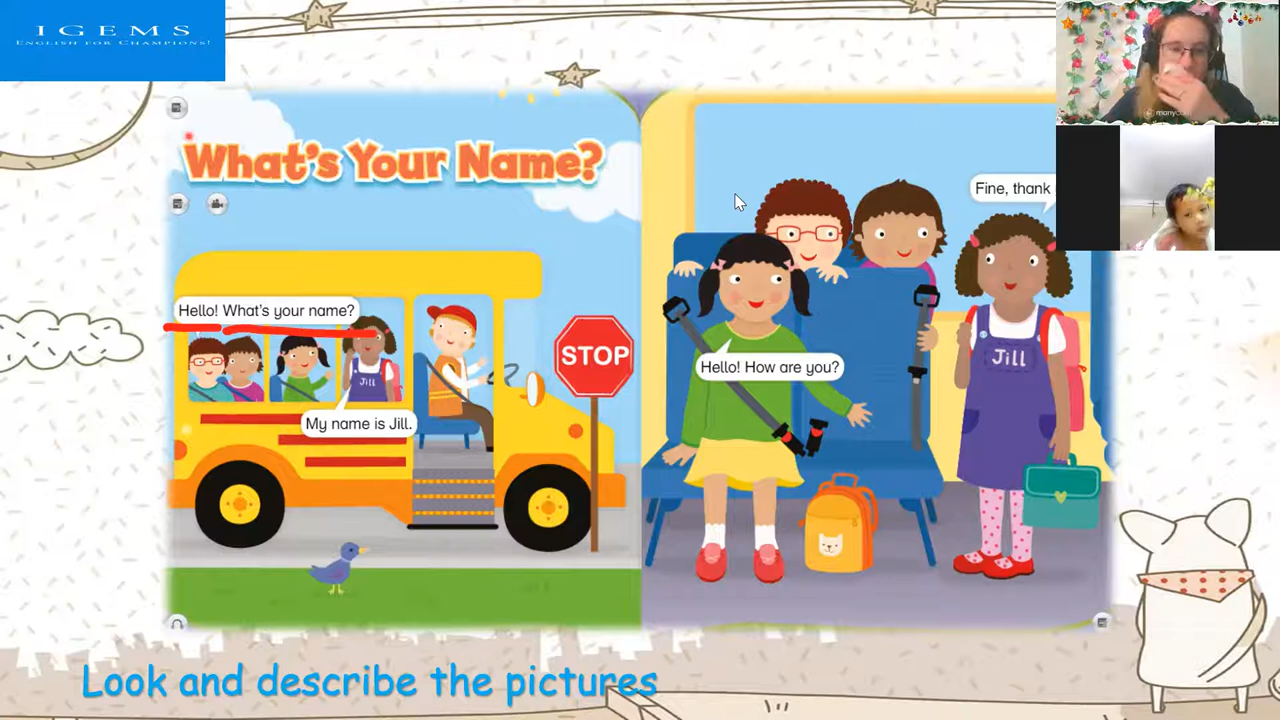 IGEMS
ENGLISH FOR CHAMPIONS!
What's Your Name?
Hello! What's your name?
My name is Jill.
Jill
STOP
Hello! How are you?
Fine, thank
Jill
Look and describe the pictures